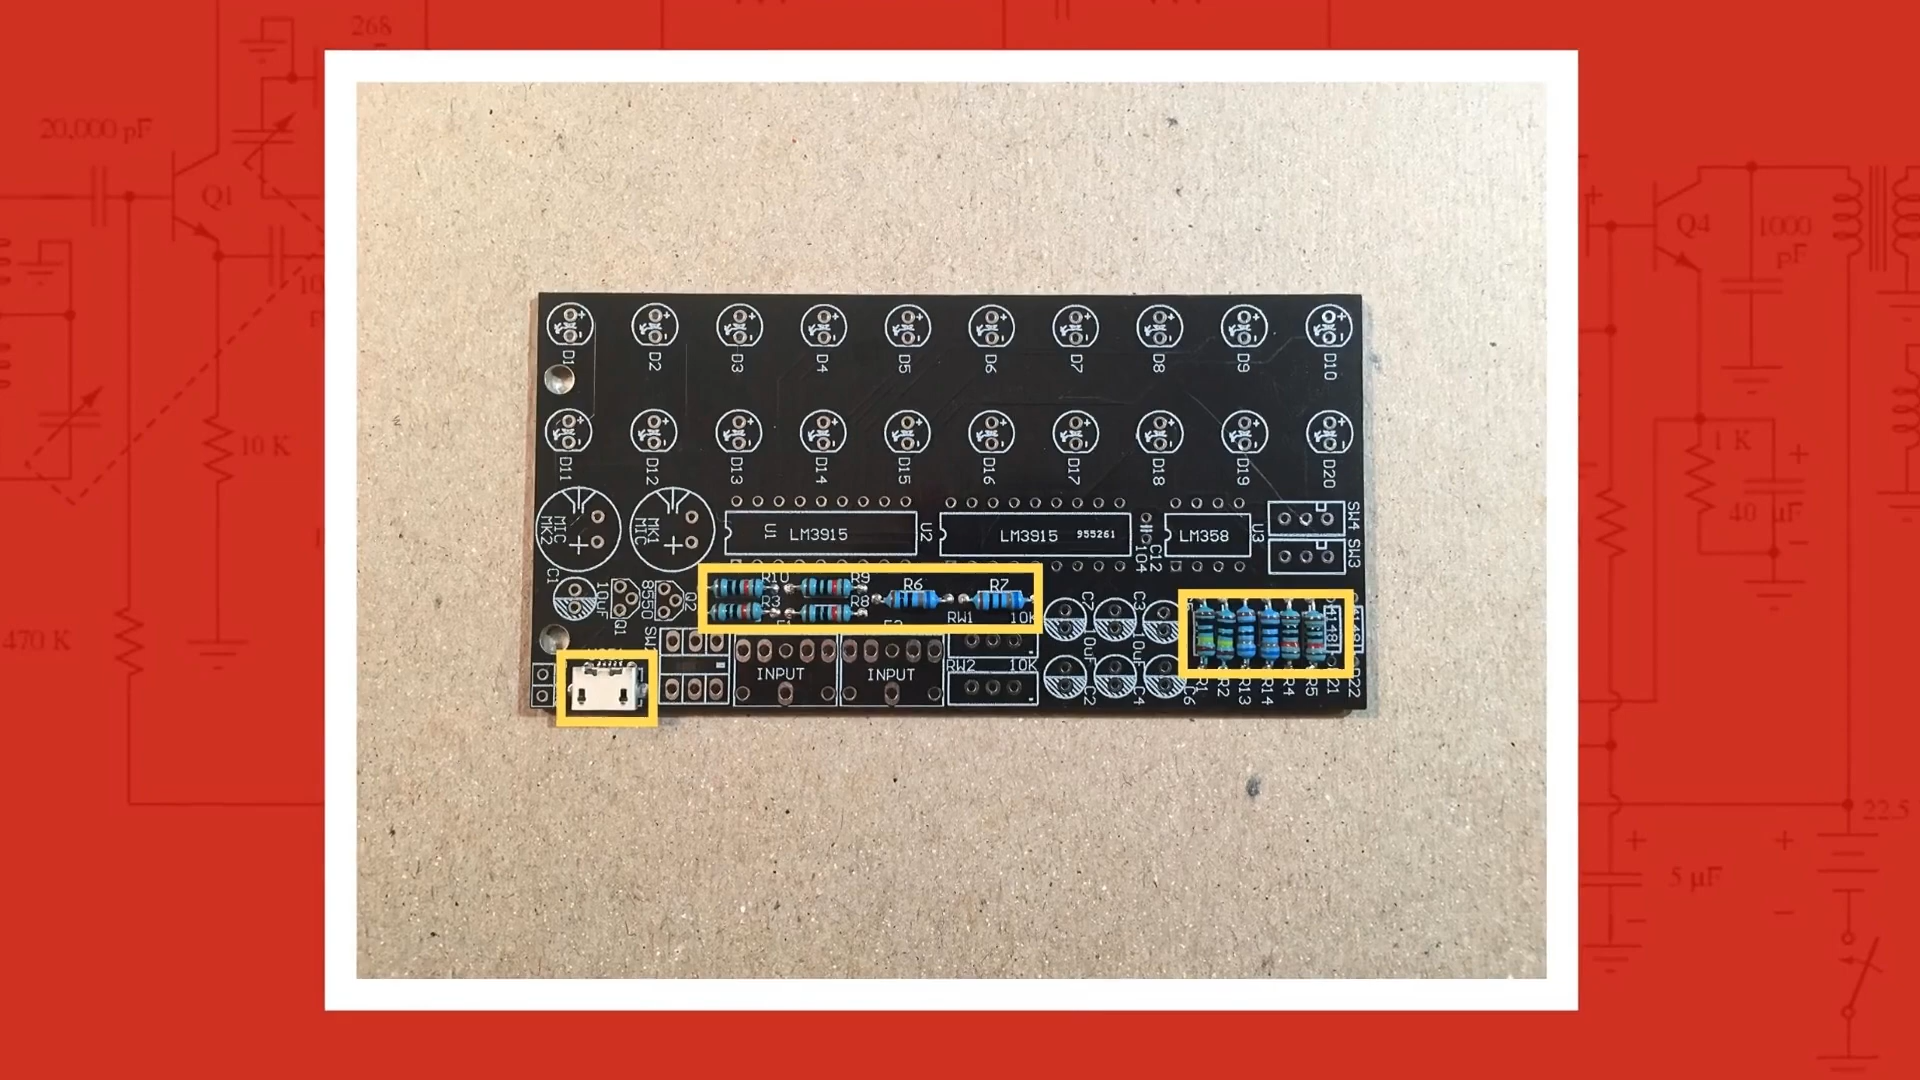 268
20,000 pF
Q1
10 K
470 K
Q4
1000
pF
1 K
40 µF
22.5
5 µF
D1
D2
D3
D4
D5
D6
D7
D8
D9
D10
D11
D12
D13
D14
D15
D16
D17
D18
D19
D20
MK2
MIC
MK1
MIC
U1
LM3915
U2
LM3915
955261
C12
104
LM358
U3
SW4
SW3
C1
10uF
Q1
8550
Q2
R10
R9
R6
R7
R3
R8
RW1
10K
INPUT
INPUT
RW2
10K
C7
C3
10uF
C2
C4
C6
R1
R2
R13
R14
R4
R5
D22